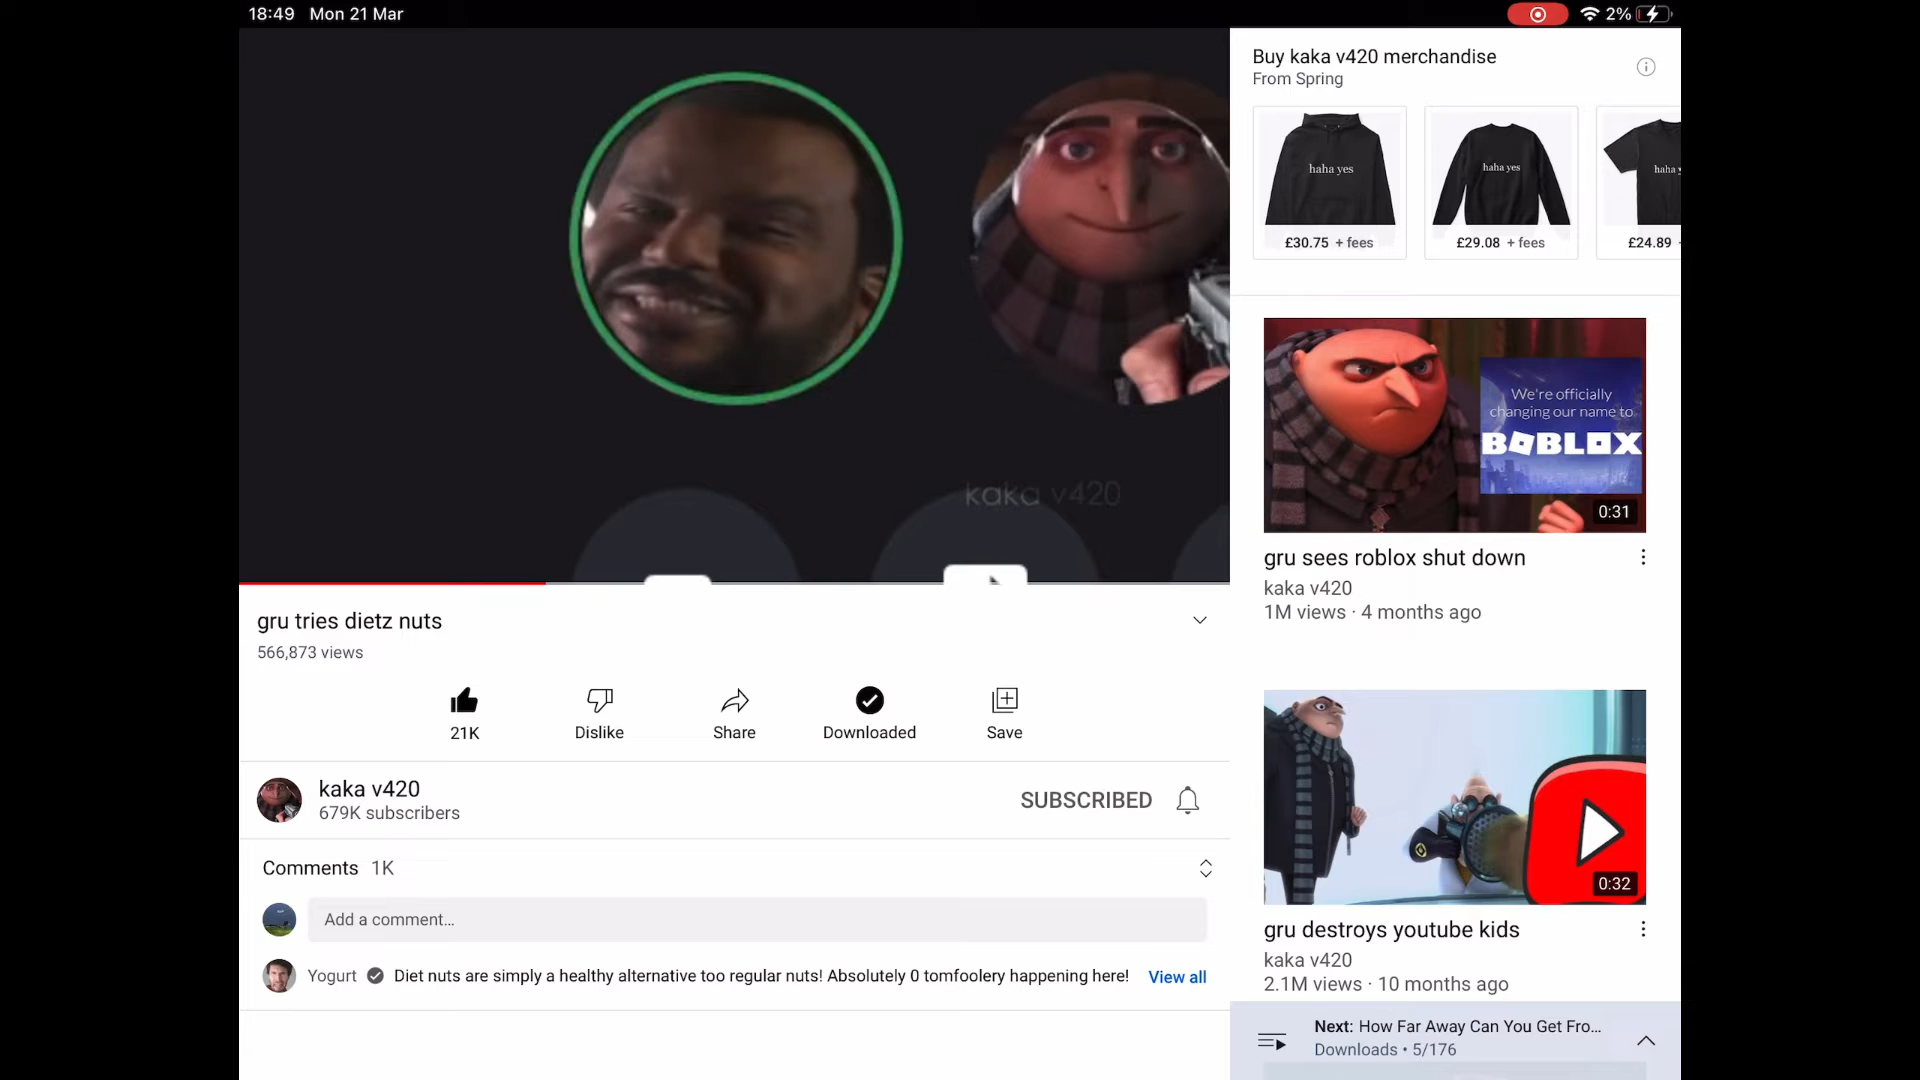 18:49 Mon 21 Mar
2%
kaka v420
gru tries dietz nuts
566,873 views
21K
Dislike
Share
Downloaded
Save
kaka v420
679K subscribers
SUBSCRIBED
Comments 1K
Add a comment...
Yogurt Diet nuts are simply a healthy alternative too regular nuts! Absolutely 0 tomfoolery happening here! View all
Buy kaka v420 merchandise
From Spring
haha yes
£30.75 + fees
haha yes
£29.08 + fees
haha y
£24.89
We're officially
changing our name to
BOBLOX
0:31
gru sees roblox shut down
kaka v420
1M views · 4 months ago
0:32
gru destroys youtube kids
kaka v420
2.1M views · 10 months ago
Next: How Far Away Can You Get Fro...
Downloads • 5/176